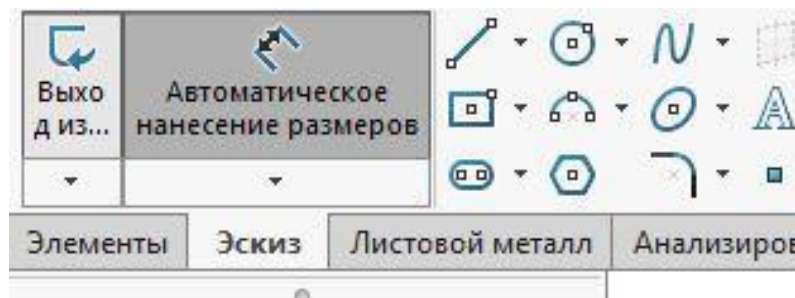 Выхо
д из...
Автоматическое
нанесение размеров
Элементы
Эскиз
Листовой металл
Анализиров